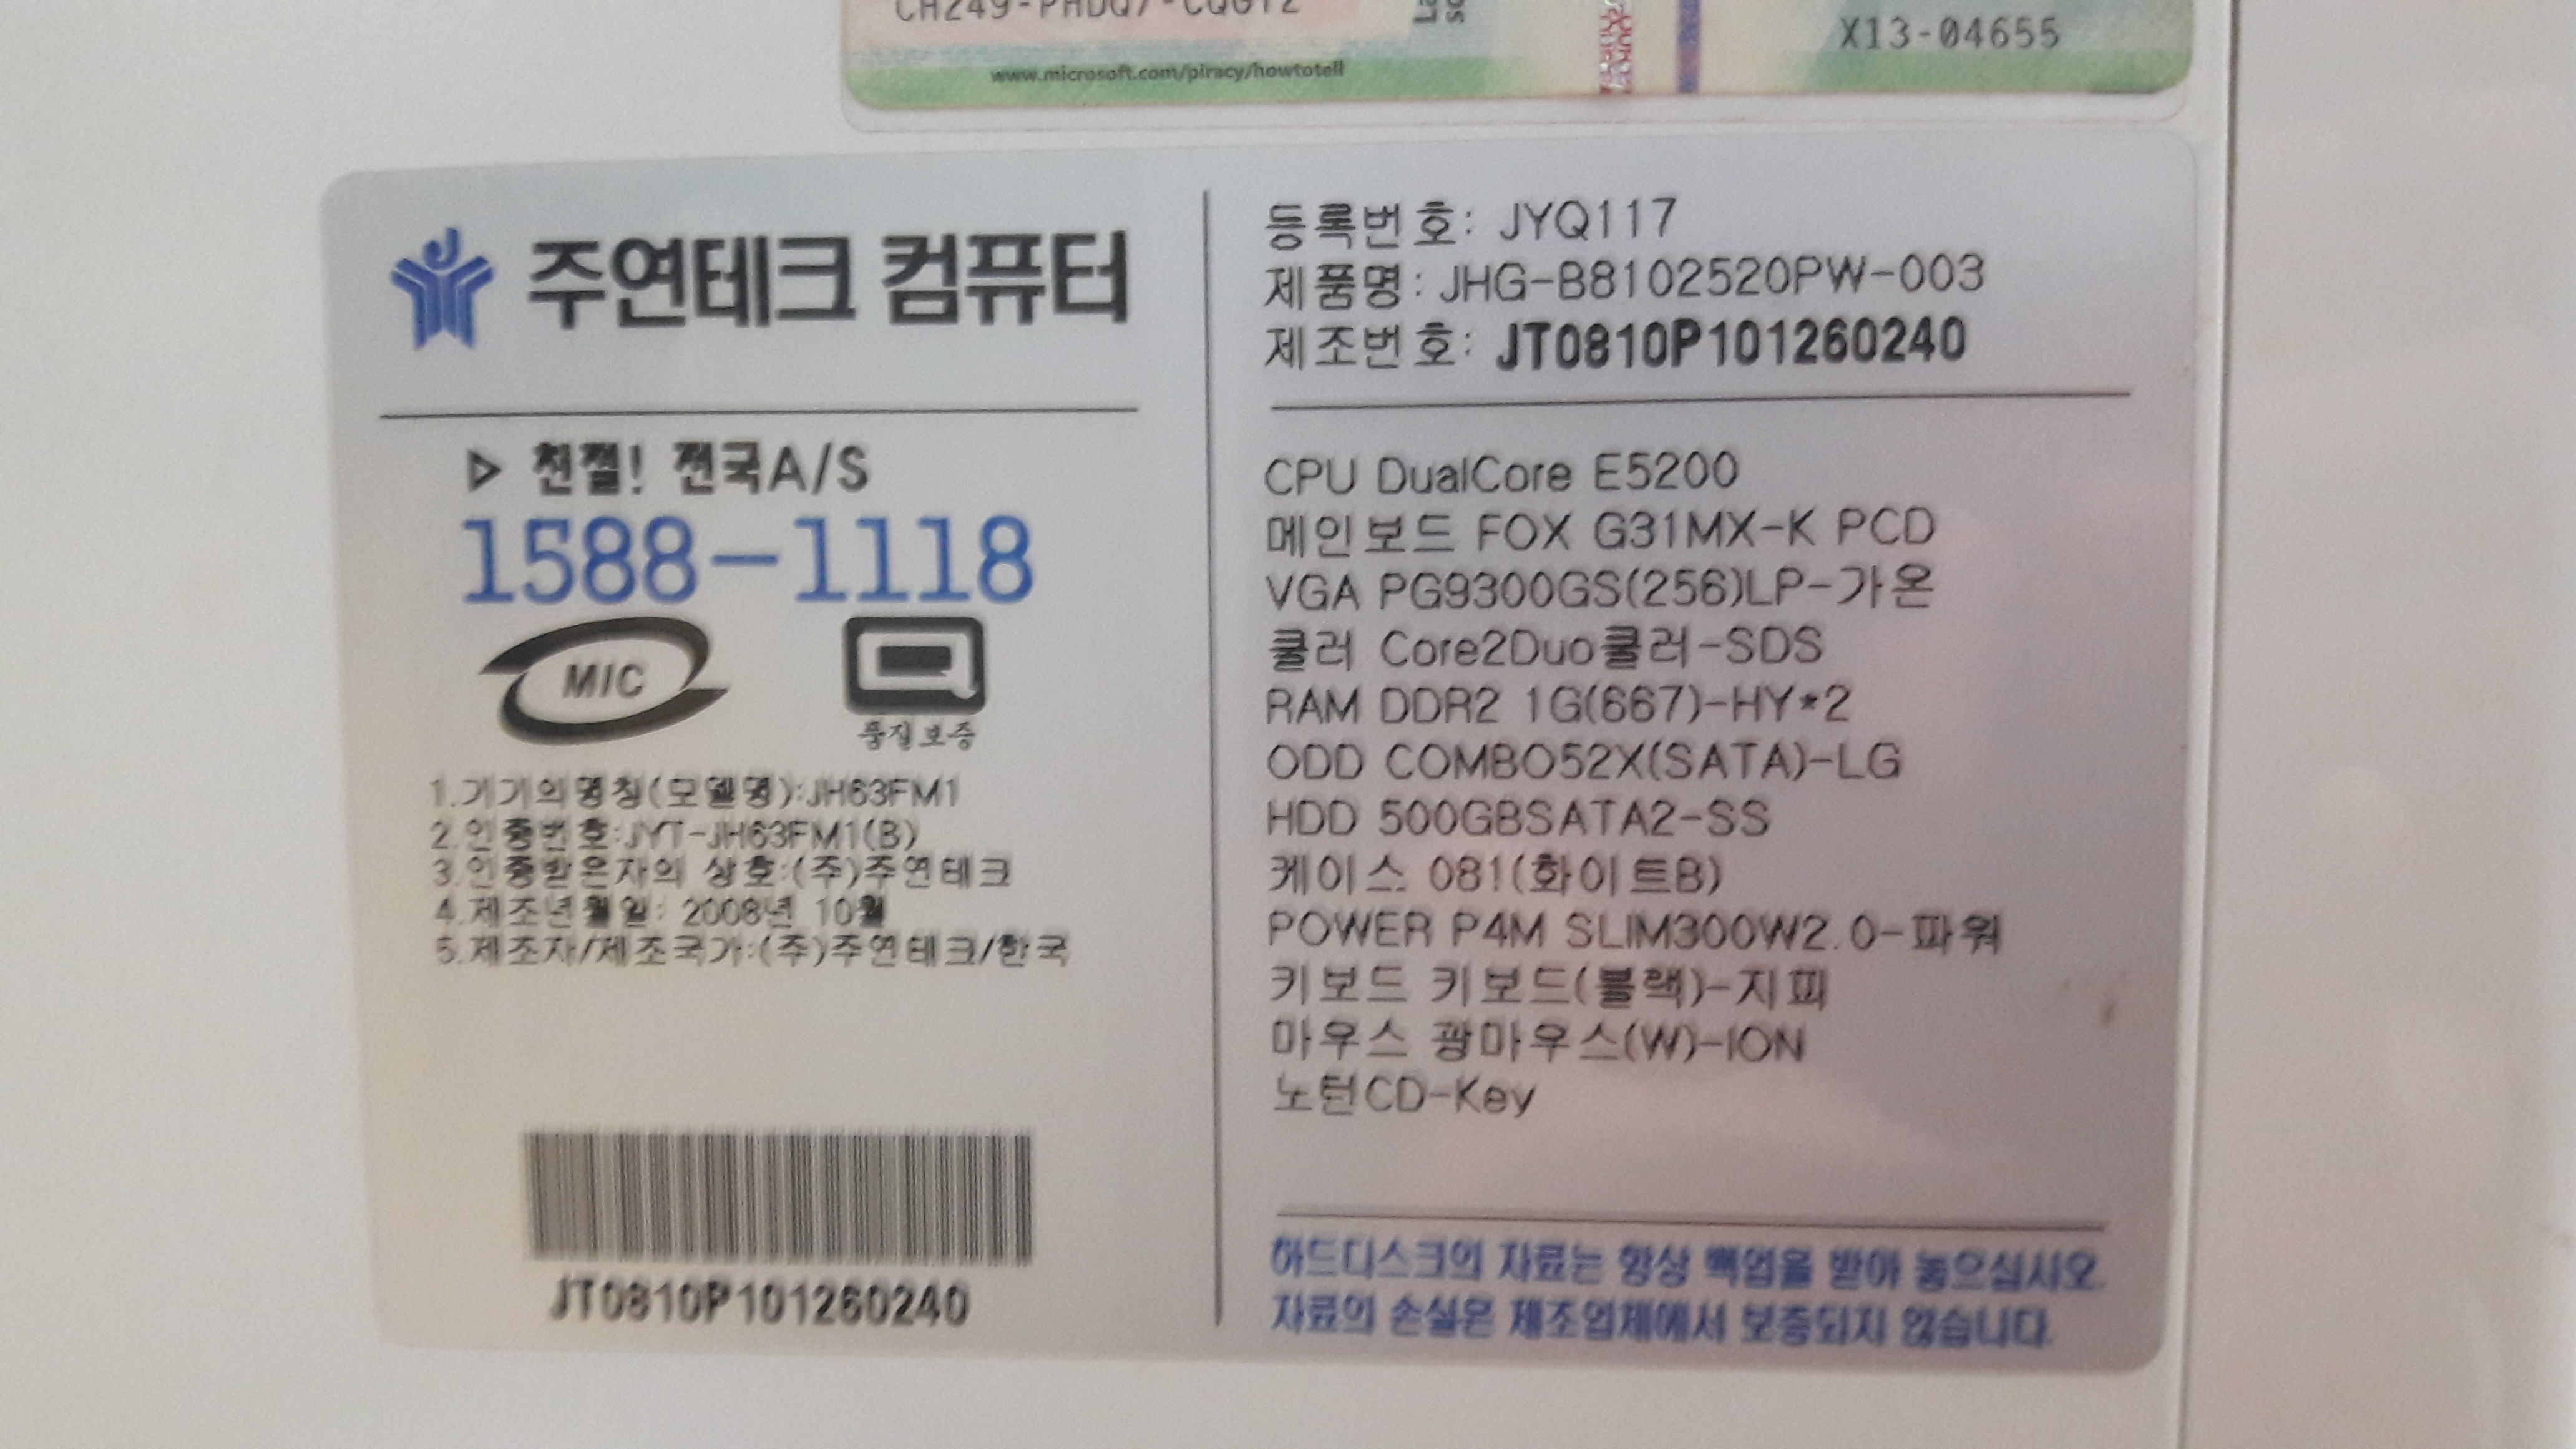 X13-04655
www.microsoft.com/piracy/howtotell
주연테크 컴퓨터
▷ 친절! 전국A/S
1588-1118
MIC
품질보증
1.기기의명칭(모델명):JH63FM1
2.인증번호:JYT-JH63FM1(B)
3.인증받은자의 상호:(주)주연테크
4.제조년월일: 2008년 10월
5.제조자/제조국가:(주)주연테크/한국
JT0810P101260240
등록번호: JYQ117
제품명: JHG-B8102520PW-003
제조번호: JT0810P101260240
CPU DualCore E5200
메인보드 FOX G31MX-K PCD
VGA PG9300GS(256)LP-가온
쿨러 Core2Duo쿨러-SDS
RAM DDR2 1G(667)-HY*2
ODD COMBO52X(SATA)-LG
HDD 500GBSATA2-SS
케이스 081(화이트B)
POWER P4M SLIM300W2.0-파워
키보드 키보드(블랙)-지피
마우스 광마우스(W)-ION
노턴CD-Key
하드디스크의 자료는 항상 백업을 받아 놓으십시오.
자료의 손실은 제조업체에서 보증되지 않습니다.